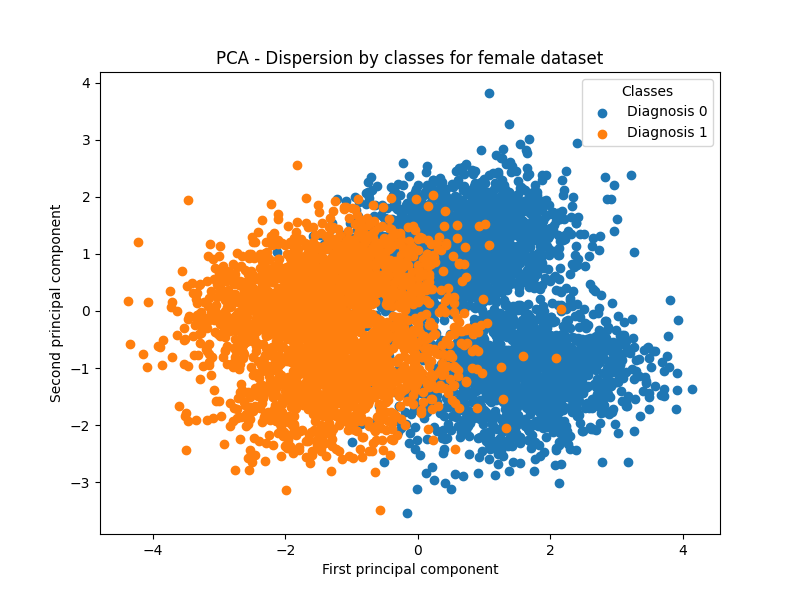 PCA - Dispersion by classes for female dataset
Classes
Diagnosis 0
Diagnosis 1
4
3
2
1
0
−1
−2
−3
Second principal component
−4
−2
0
2
4
First principal component